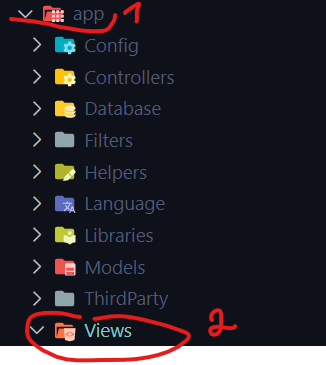 app 1
Config
Controllers
Database
Filters
Helpers
Language
Libraries
Models
ThirdParty
Views 2